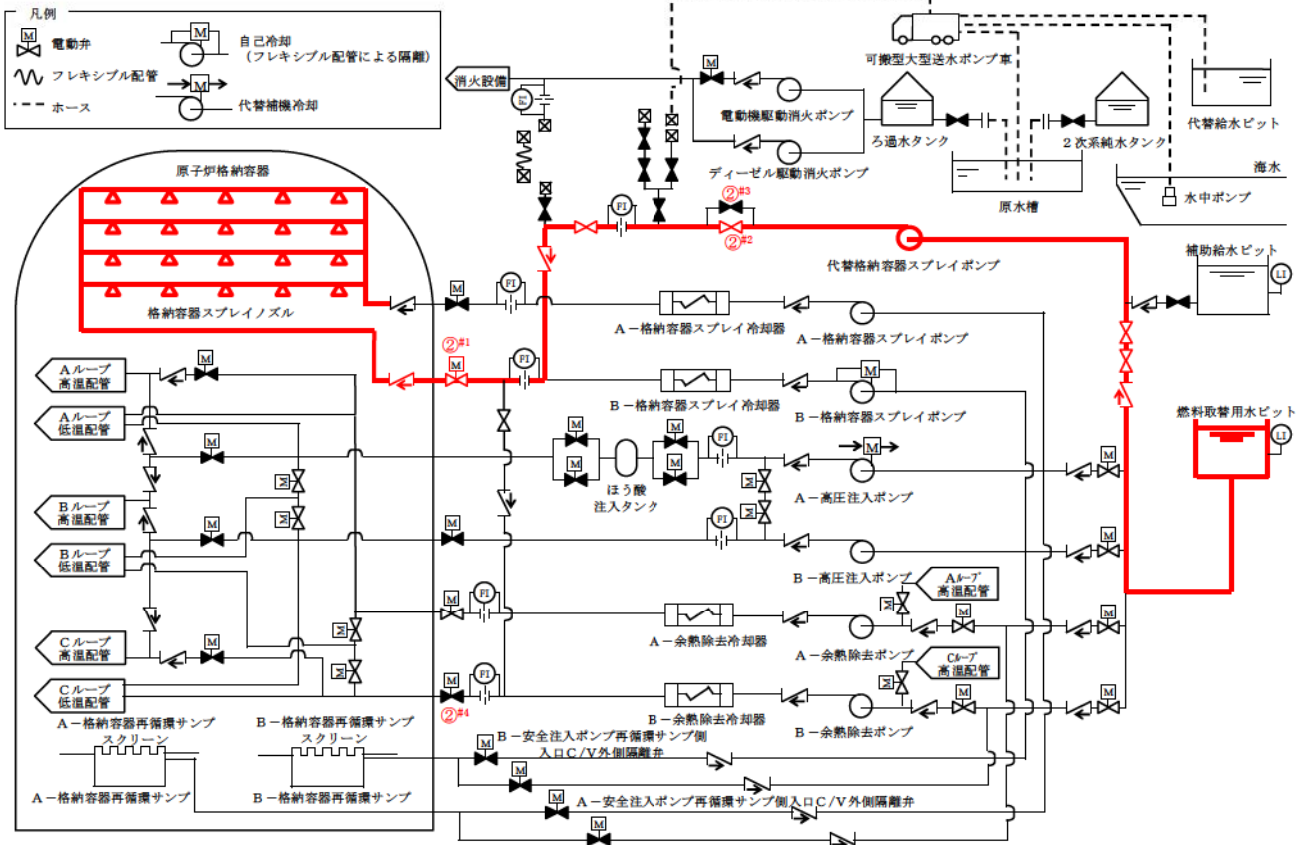 凡例
M
電動弁
フレキシブル配管
ホース
M
自己冷却
(フレキシブル配管による隔離)
M
代替補機冷却
消火設備
FI
M
電動機駆動消火ポンプ
ディーゼル駆動消火ポンプ
可搬型大型送水ポンプ車
ろ過水タンク
2次系純水タンク
代替給水ピット
原水槽
海水
水中ポンプ
原子炉格納容器
格納容器スプレイノズル
FI
②#3
②#2
代替格納容器スプレイポンプ
補助給水ピット
LI
M
FI
A-格納容器スプレイ冷却器
A-格納容器スプレイポンプ
②#1
M
FI
M
B-格納容器スプレイ冷却器
B-格納容器スプレイポンプ
燃料取替用水ピット
LI
Aループ
高温配管
M
Aループ
低温配管
M
M
M
M
M
FI
M
M
ほう酸
注入タンク
A-高圧注入ポンプ
M
M
M
Bループ
高温配管
M
M
M
M
FI
M
Bループ
低温配管
B-高圧注入ポンプ
Aループ
高温配管
M
FI
M
M
M
M
A-余熱除去冷却器
A-余熱除去ポンプ
Cループ
高温配管
Cループ
高温配管
M
M
M
FI
M
M
M
Cループ
低温配管
②#4
B-余熱除去冷却器
B-余熱除去ポンプ
A-格納容器再循環サンプ
スクリーン
B-格納容器再循環サンプ
スクリーン
B-安全注入ポンプ再循環サンプ側
入口C/V外側隔離弁
M
M
A-格納容器再循環サンプ
B-格納容器再循環サンプ
A-安全注入ポンプ再循環サンプ側入口C/V外側隔離弁
M
M